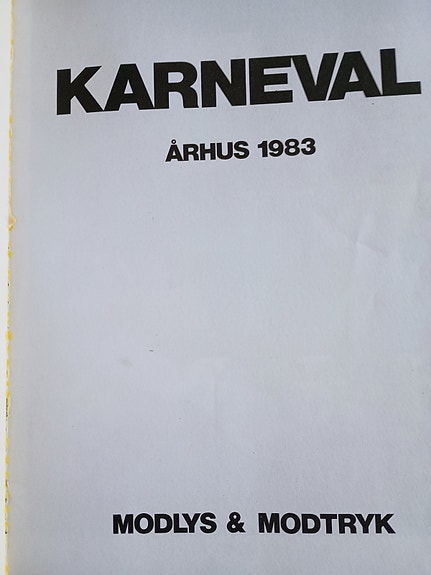 KARNEVAL
ÅRHUS 1983
MODLYS & MODTRYK